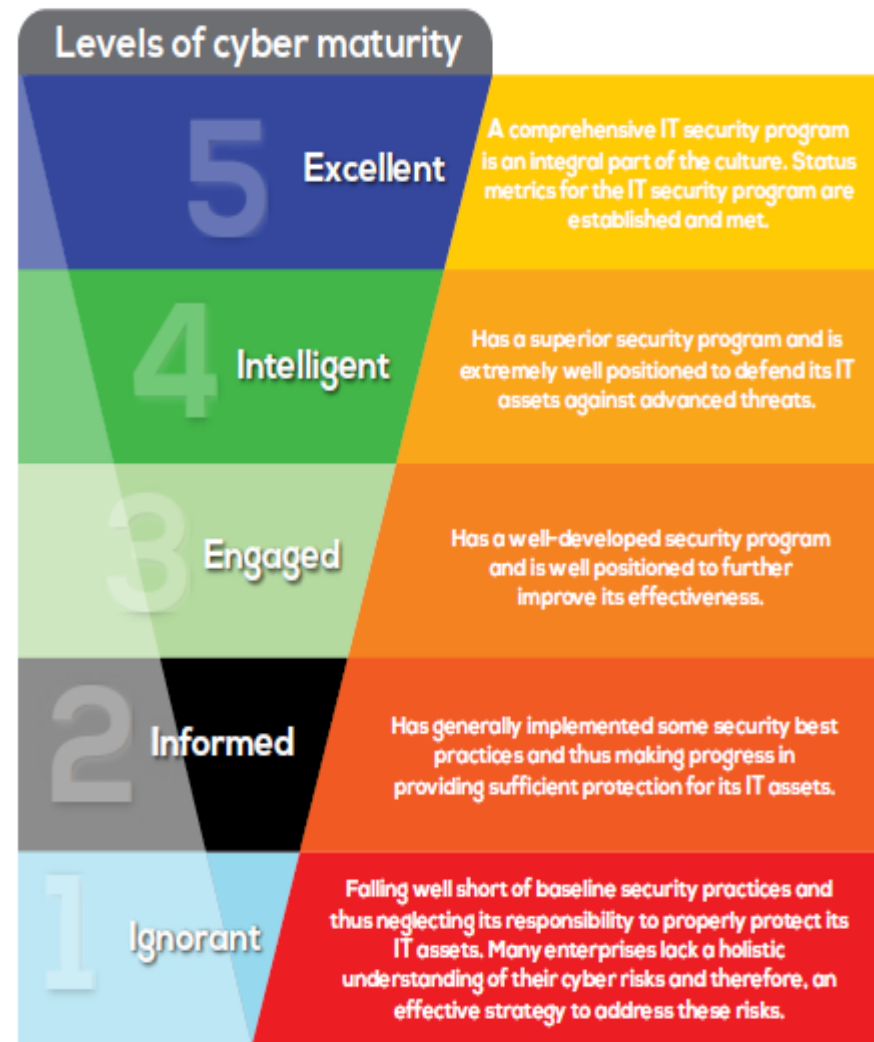 Levels of cyber maturity
5
Excellent
A comprehensive IT security program
is an integral part of the culture. Status
metrics for the IT security program are
established and met.
4
Intelligent
Has a superior security program and is
extremely well positioned to defend its IT
assets against advanced threats.
3
Engaged
Has a well-developed security program
and is well positioned to further
improve its effectiveness.
2
Informed
Has generally implemented some security best
practices and thus making progress in
providing sufficient protection for its IT assets.
1
Ignorant
Falling well short of baseline security practices and
thus neglecting its responsibility to properly protect its
IT assets. Many enterprises lack a holistic
understanding of their cyber risks and therefore, an
effective strategy to address these risks.